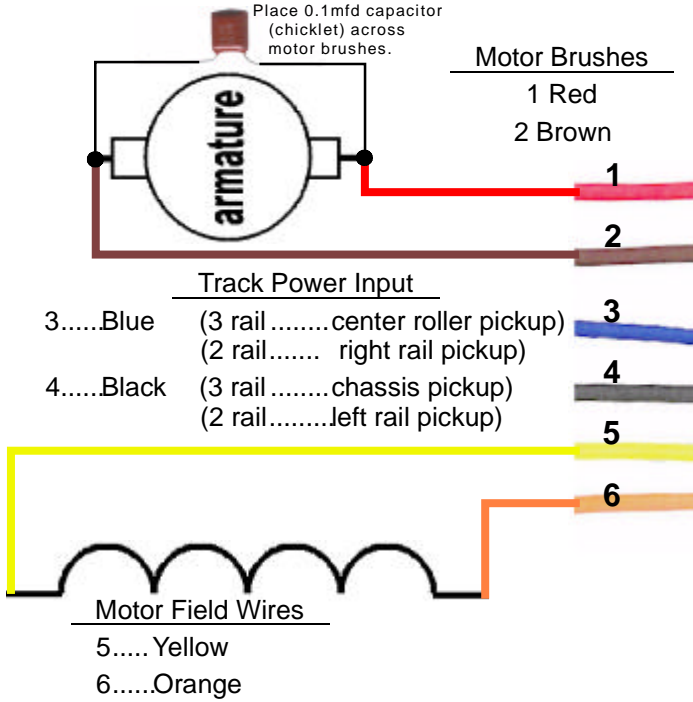 Place 0.1mfd capacitor
(chicklet) across
motor brushes.
armature
Motor Brushes
1 Red
2 Brown
1
2
Track Power Input
3......Blue (3 rail ........ center roller pickup)
(2 rail....... right rail pickup)
4......Black (3 rail ........ chassis pickup)
(2 rail.........left rail pickup)
3
4
5
6
Motor Field Wires
5..... Yellow
6......Orange